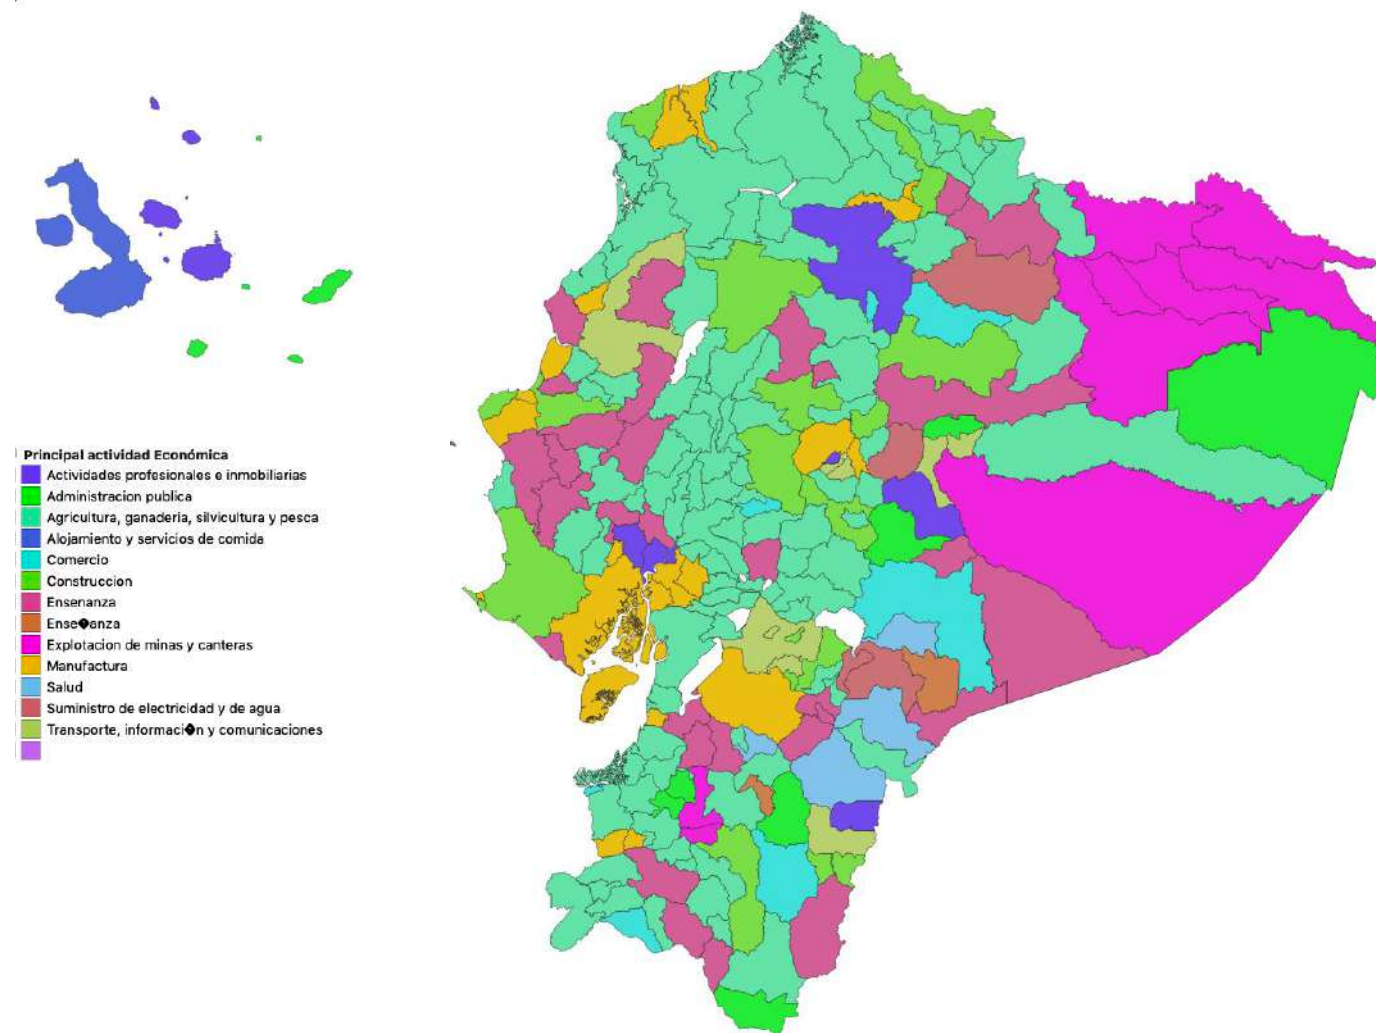 Principal actividad Económica
Actividades profesionales e inmobiliarias
Administracion publica
Agricultura, ganaderia, silvicultura y pesca
Alojamiento y servicios de comida
Comercio
Construccion
Ensenanza
Ense�anza
Explotacion de minas y canteras
Manufactura
Salud
Suministro de electricidad y de agua
Transporte, informaci�n y comunicaciones